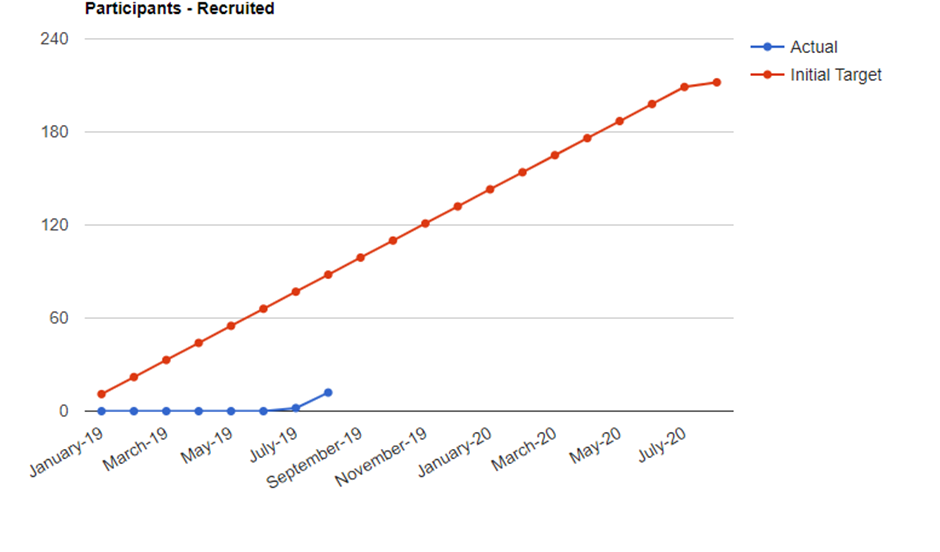 Participants - Recruited
240
180
120
60
0
January-19
March-19
May-19
July-19
September-19
November-19
January-20
March-20
May-20
July-20
Actual
Initial Target